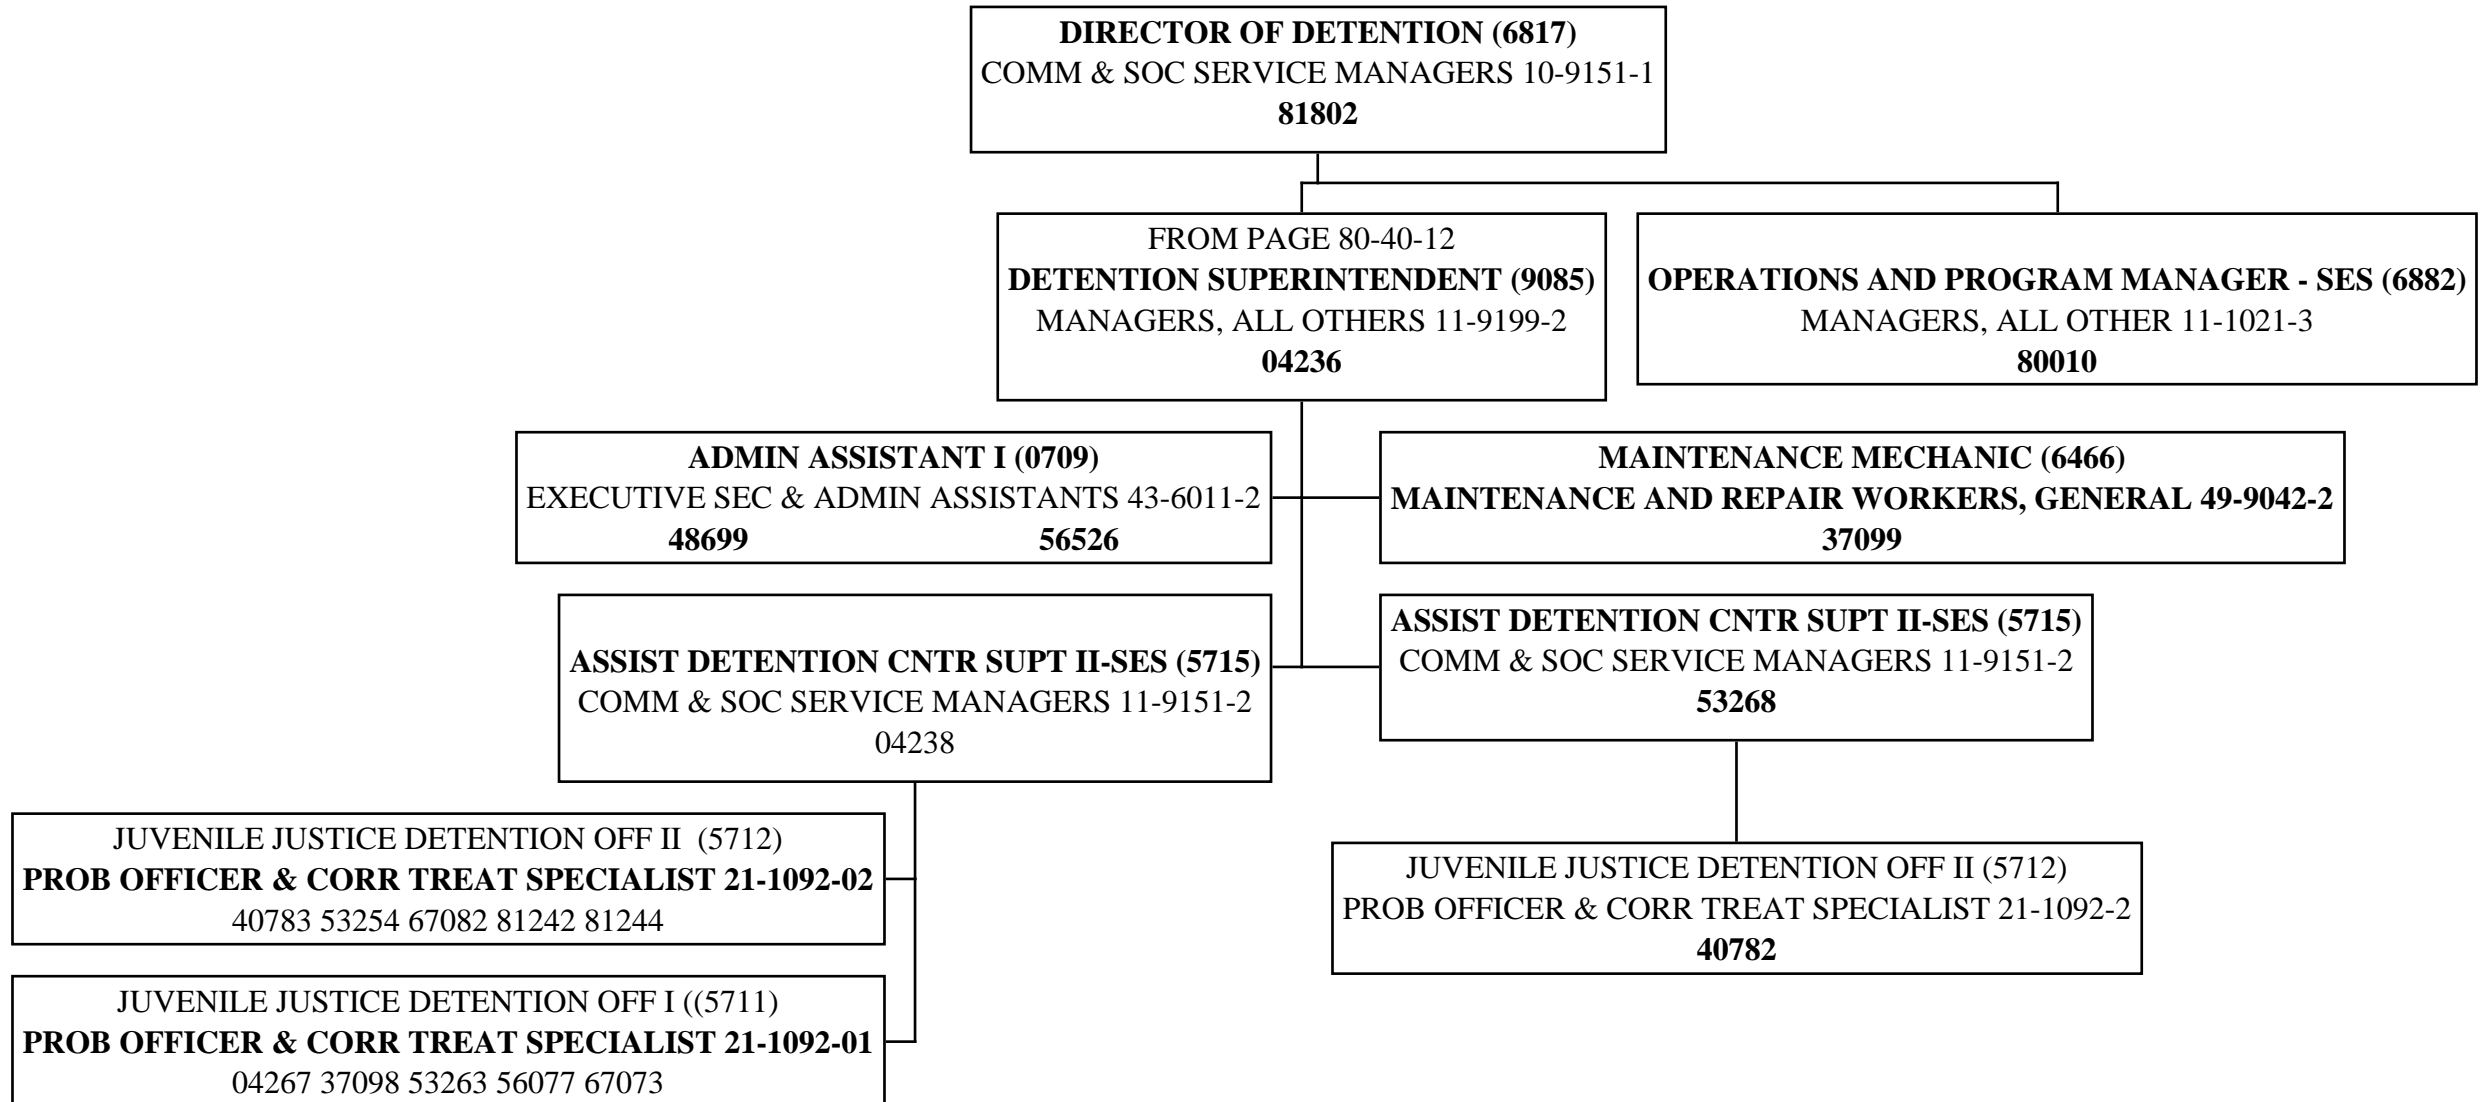 DIRECTOR OF DETENTION (6817)
COMM & SOC SERVICE MANAGERS 10-9151-1
81802
FROM PAGE 80-40-12
DETENTION SUPERINTENDENT (9085)
MANAGERS, ALL OTHERS 11-9199-2
04236
OPERATIONS AND PROGRAM MANAGER - SES (6882)
MANAGERS, ALL OTHER 11-1021-3
80010
ADMIN ASSISTANT I (0709)
EXECUTIVE SEC & ADMIN ASSISTANTS 43-6011-2
48699 56526
MAINTENANCE MECHANIC (6466)
MAINTENANCE AND REPAIR WORKERS, GENERAL 49-9042-2
37099
ASSIST DETENTION CNTR SUPT II-SES (5715)
COMM & SOC SERVICE MANAGERS 11-9151-2
04238
ASSIST DETENTION CNTR SUPT II-SES (5715)
COMM & SOC SERVICE MANAGERS 11-9151-2
53268
JUVENILE JUSTICE DETENTION OFF II (5712)
PROB OFFICER & CORR TREAT SPECIALIST 21-1092-02
40783 53254 67082 81242 81244
JUVENILE JUSTICE DETENTION OFF II (5712)
PROB OFFICER & CORR TREAT SPECIALIST 21-1092-2
40782
JUVENILE JUSTICE DETENTION OFF I ((5711)
PROB OFFICER & CORR TREAT SPECIALIST 21-1092-01
04267 37098 53263 56077 67073